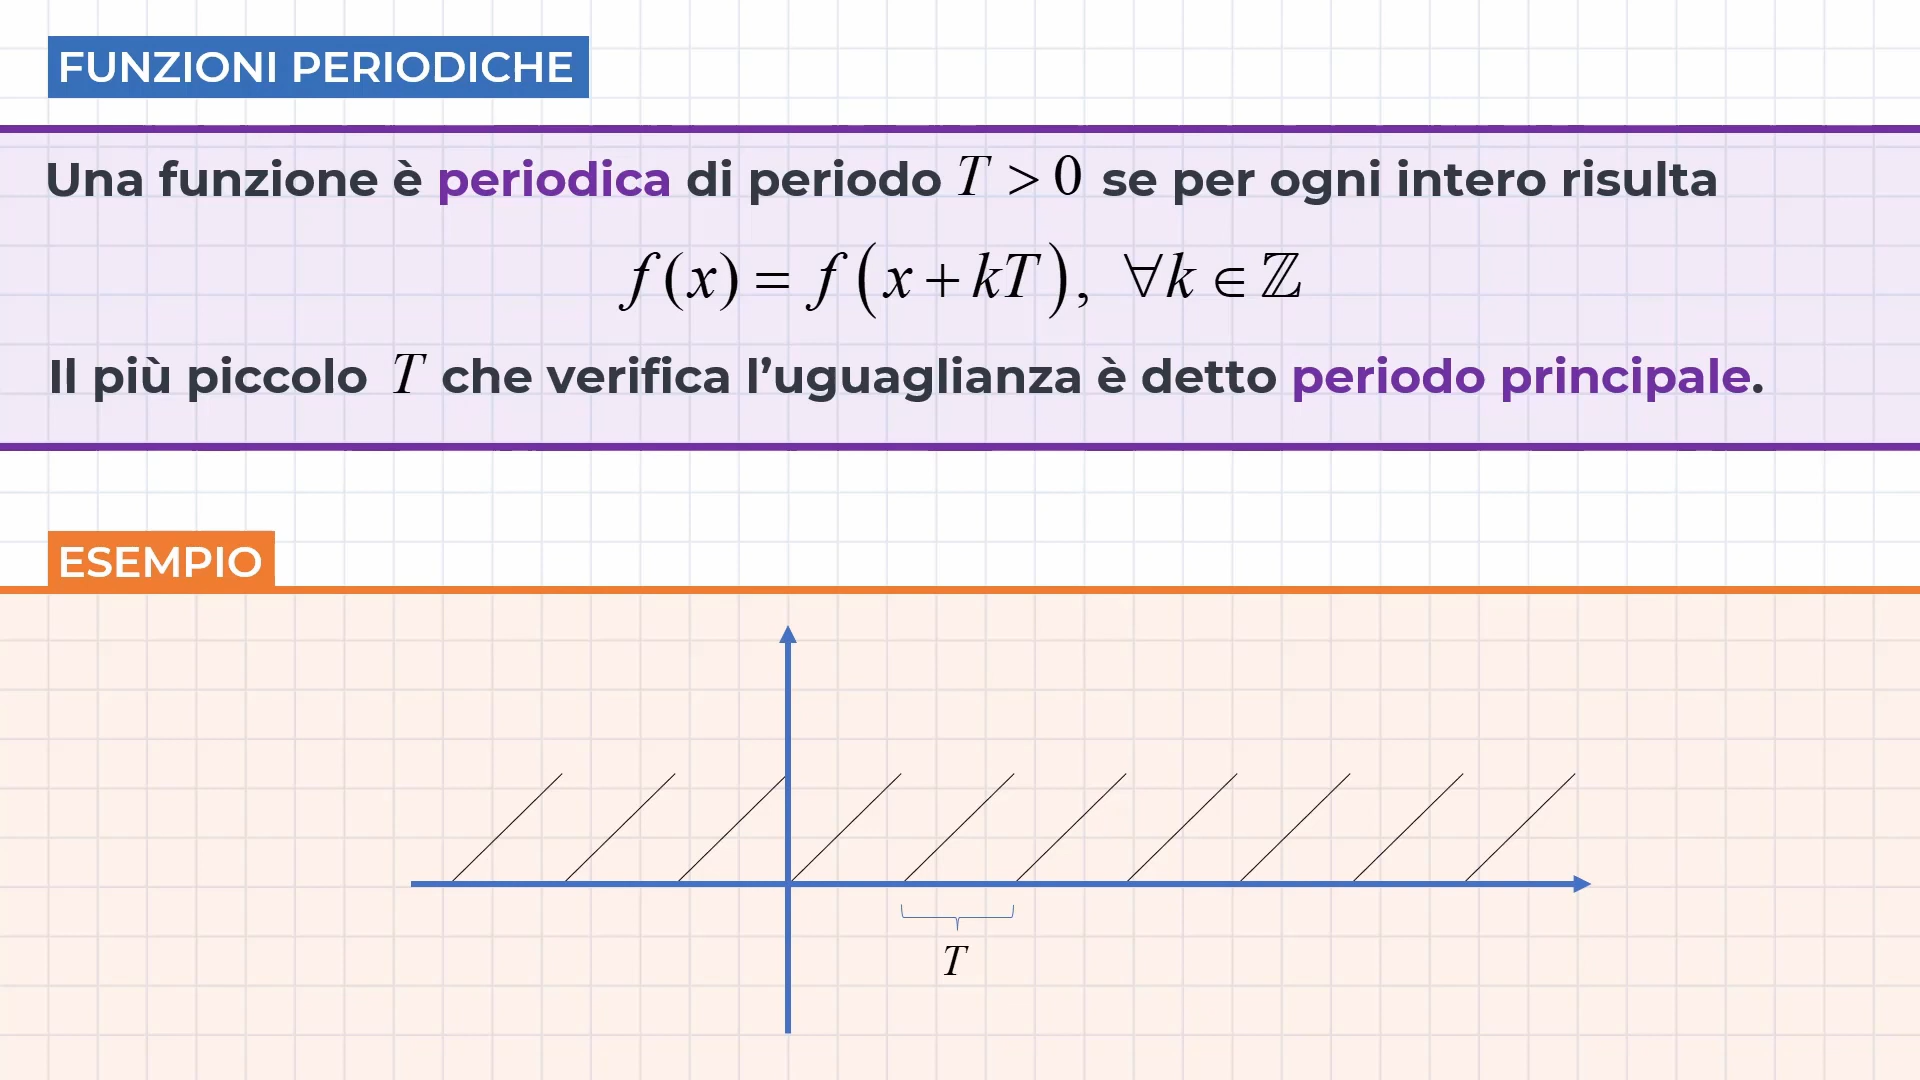 FUNZIONI PERIODICHE
Una funzione è periodica di periodo T > 0 se per ogni intero risulta
f(x) = f(x + kT), ∀k ∈ ℤ
Il più piccolo T che verifica l’uguaglianza è detto periodo principale.
ESEMPIO
T